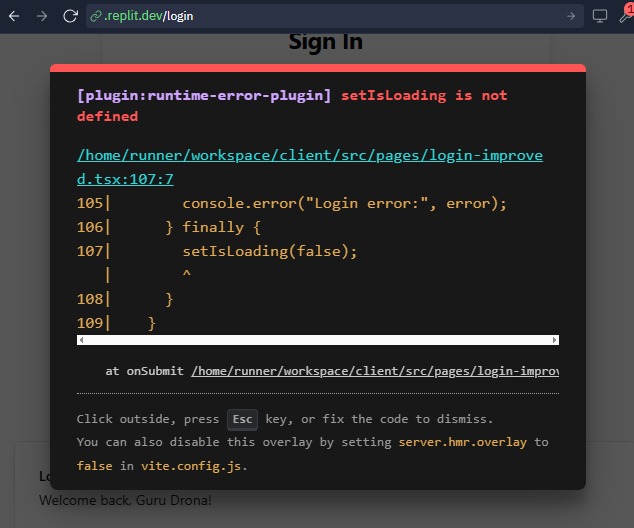 .replit.dev/login
1
Sign In
[plugin:runtime-error-plugin] setIsLoading is not
defined
/home/runner/workspace/client/src/pages/login-improve
d.tsx:107:7
105|        console.error("Login error:", error);
106|      } finally {
107|        setIsLoading(false);
   |        ^
108|      }
109|    }
at onSubmit /home/runner/workspace/client/src/pages/login-improv
Click outside, press Esc key, or fix the code to dismiss.
You can also disable this overlay by setting server.hmr.overlay to
false in vite.config.js.
Welcome back, Guru Drona!